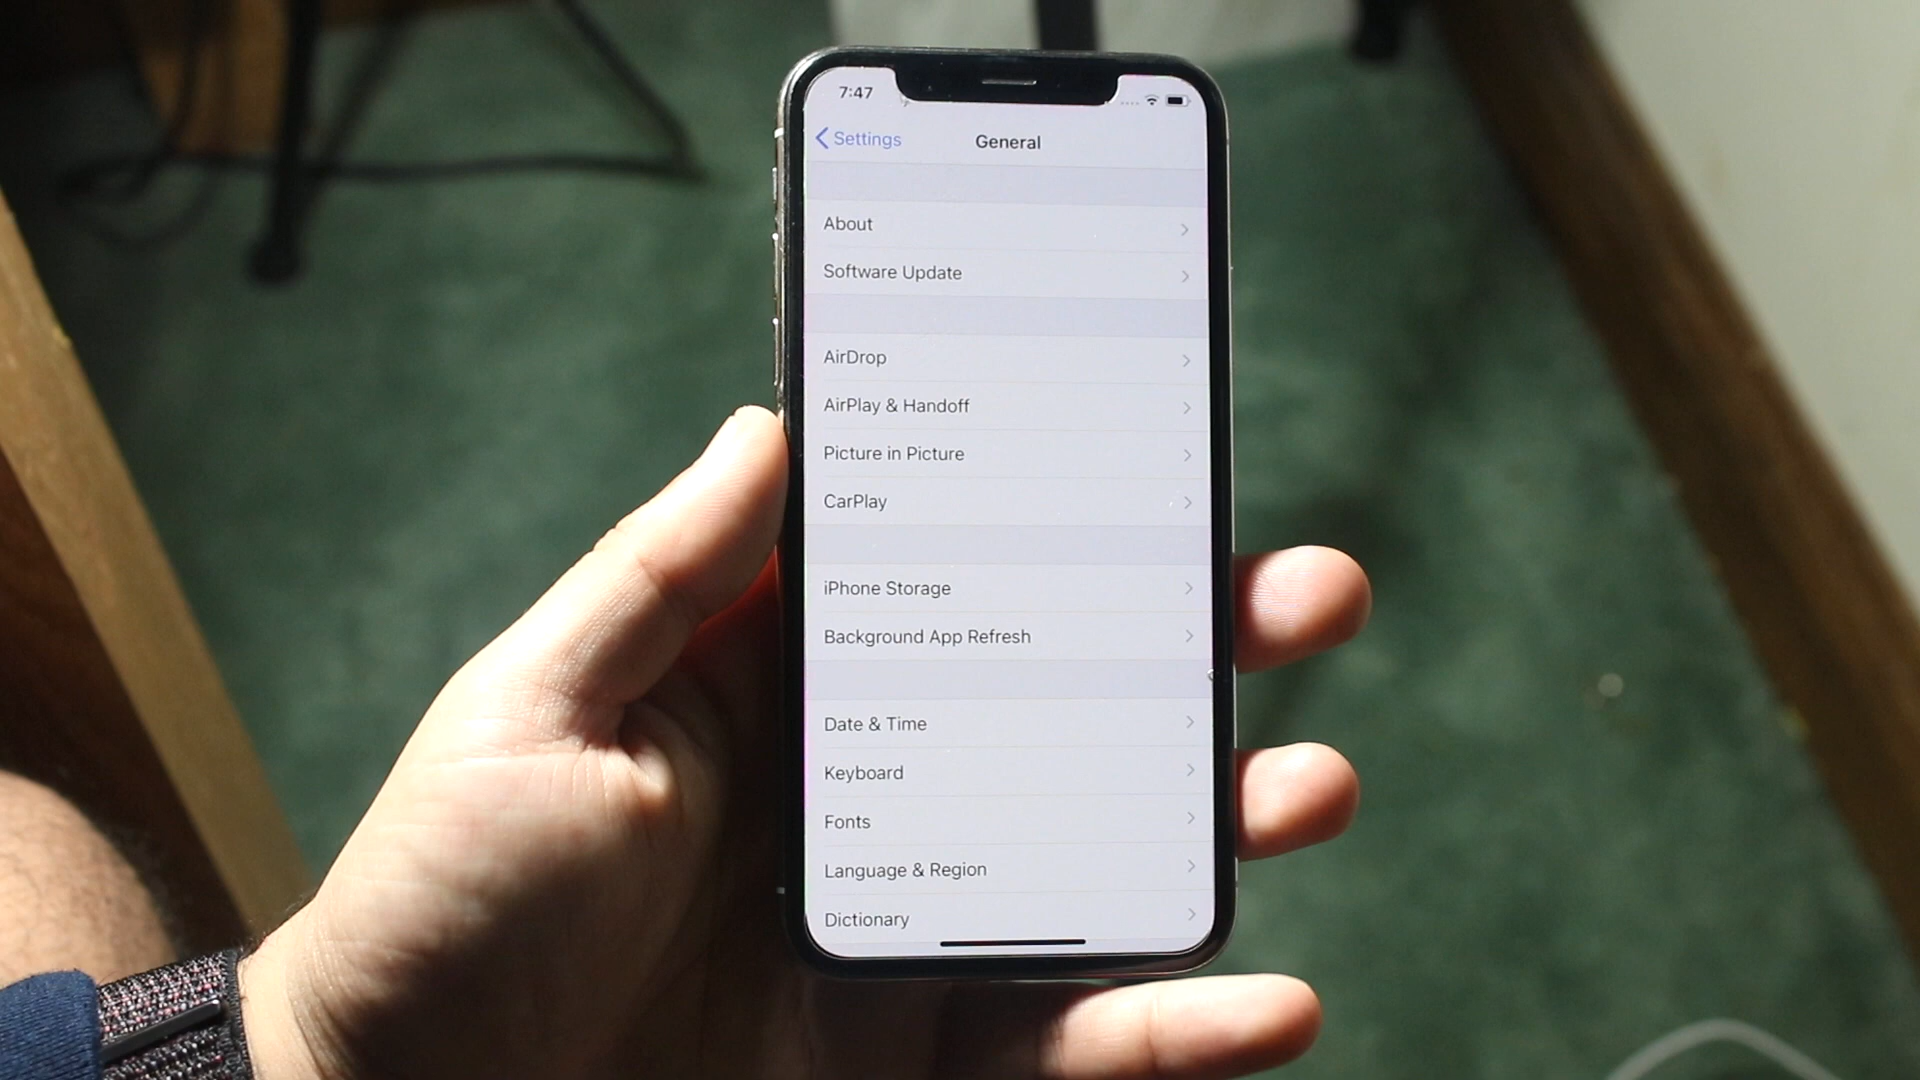 7:47
Settings
General
About
Software Update
AirDrop
AirPlay & Handoff
Picture in Picture
CarPlay
iPhone Storage
Background App Refresh
Date & Time
Keyboard
Fonts
Language & Region
Dictionary